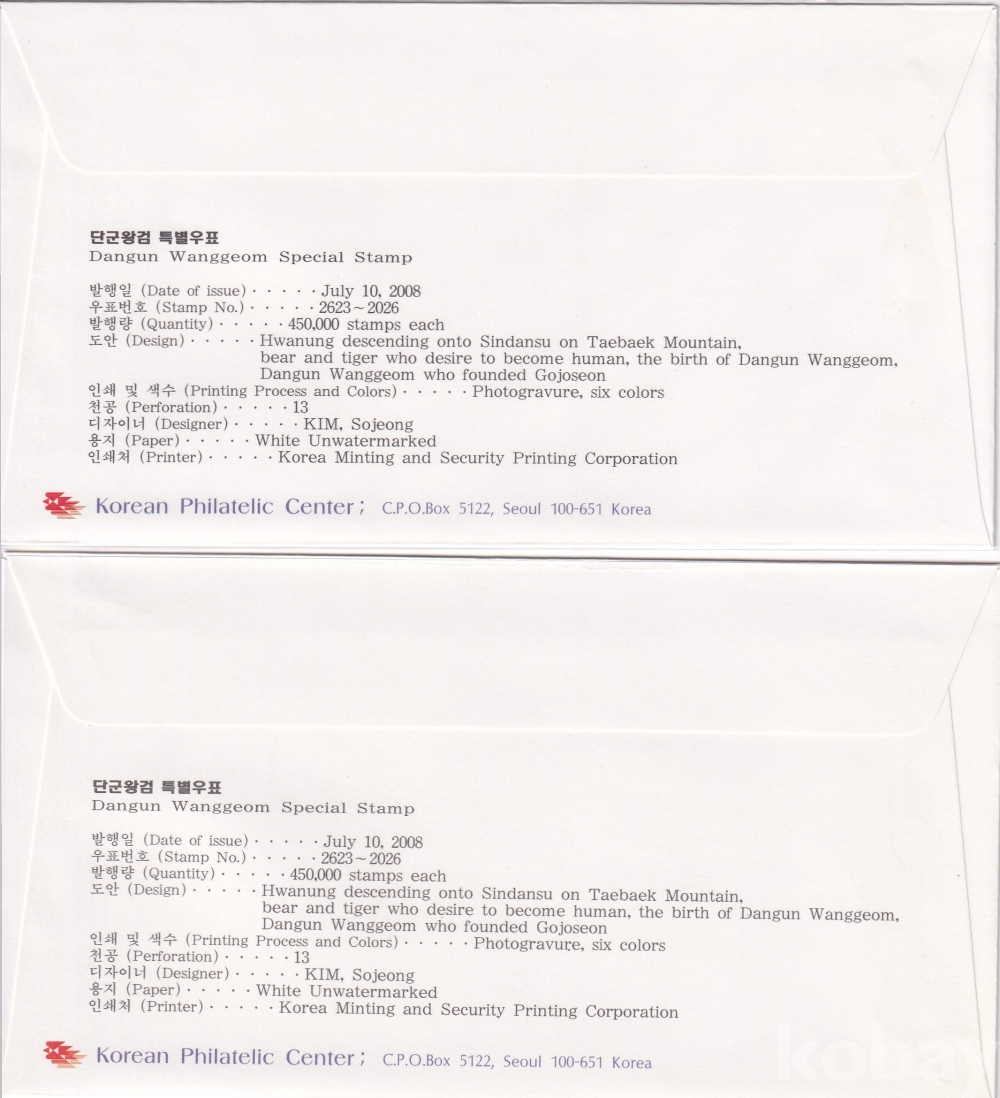 단군왕검 특별우표
Dangun Wanggeom Special Stamp
발행일 (Date of issue) · · · · · July 10, 2008
우표번호 (Stamp No.) · · · · · 2623~2026
발행량 (Quantity) · · · · · 450,000 stamps each
도안 (Design) · · · · · Hwanung descending onto Sindansu on Taebaek Mountain,
bear and tiger who desire to become human, the birth of Dangun Wanggeom,
Dangun Wanggeom who founded Gojoseon
인쇄 및 색수 (Printing Process and Colors) · · · · · Photogravure, six colors
천공 (Perforation) · · · · · 13
디자이너 (Designer) · · · · · KIM, Sojeong
용지 (Paper) · · · · · White Unwatermarked
인쇄처 (Printer) · · · · · Korea Minting and Security Printing Corporation
Korean Philatelic Center; C.P.O.Box 5122, Seoul 100-651 Korea
단군왕검 특별우표
Dangun Wanggeom Special Stamp
발행일 (Date of issue) · · · · · July 10, 2008
우표번호 (Stamp No.) · · · · · 2623~2026
발행량 (Quantity) · · · · · 450,000 stamps each
도안 (Design) · · · · · Hwanung descending onto Sindansu on Taebaek Mountain,
bear and tiger who desire to become human, the birth of Dangun Wanggeom,
Dangun Wanggeom who founded Gojoseon
인쇄 및 색수 (Printing Process and Colors) · · · · · Photogravure, six colors
천공 (Perforation) · · · · · 13
디자이너 (Designer) · · · · · KIM, Sojeong
용지 (Paper) · · · · · White Unwatermarked
인쇄처 (Printer) · · · · · Korea Minting and Security Printing Corporation
Korean Philatelic Center; C.P.O.Box 5122, Seoul 100-651 Korea
kobay